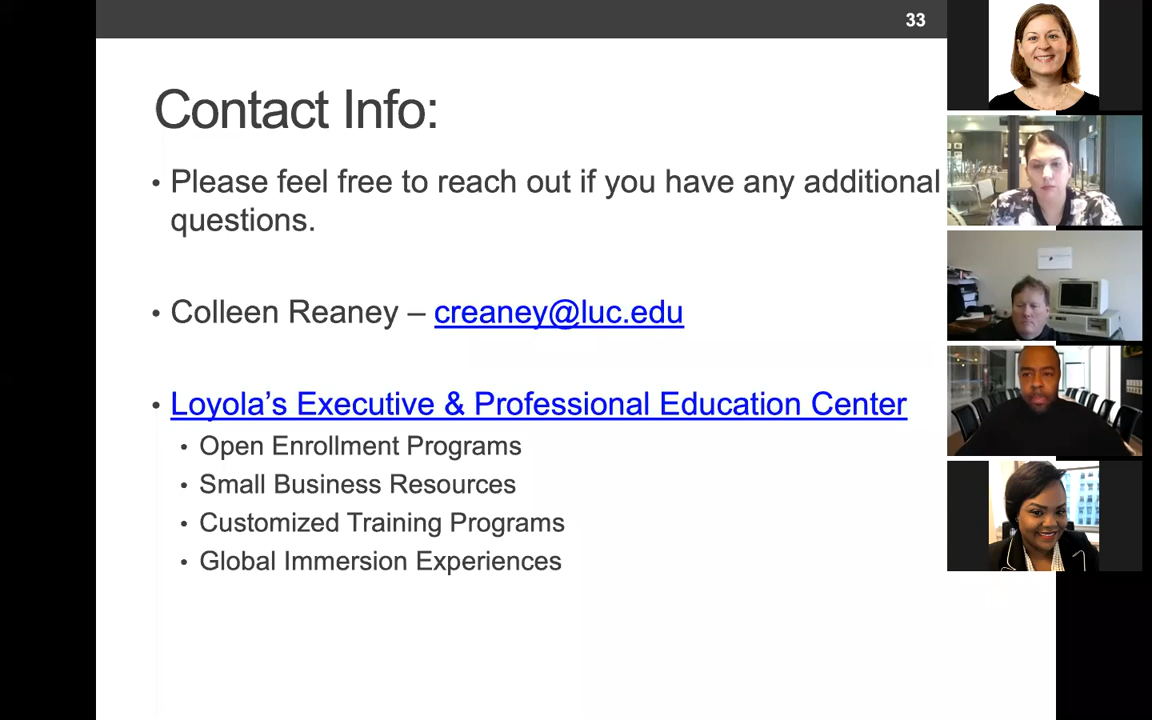 33
Contact Info:
• Please feel free to reach out if you have any additional
questions.
• Colleen Reaney – creaney@luc.edu
• Loyola’s Executive & Professional Education Center
• Open Enrollment Programs
• Small Business Resources
• Customized Training Programs
• Global Immersion Experiences